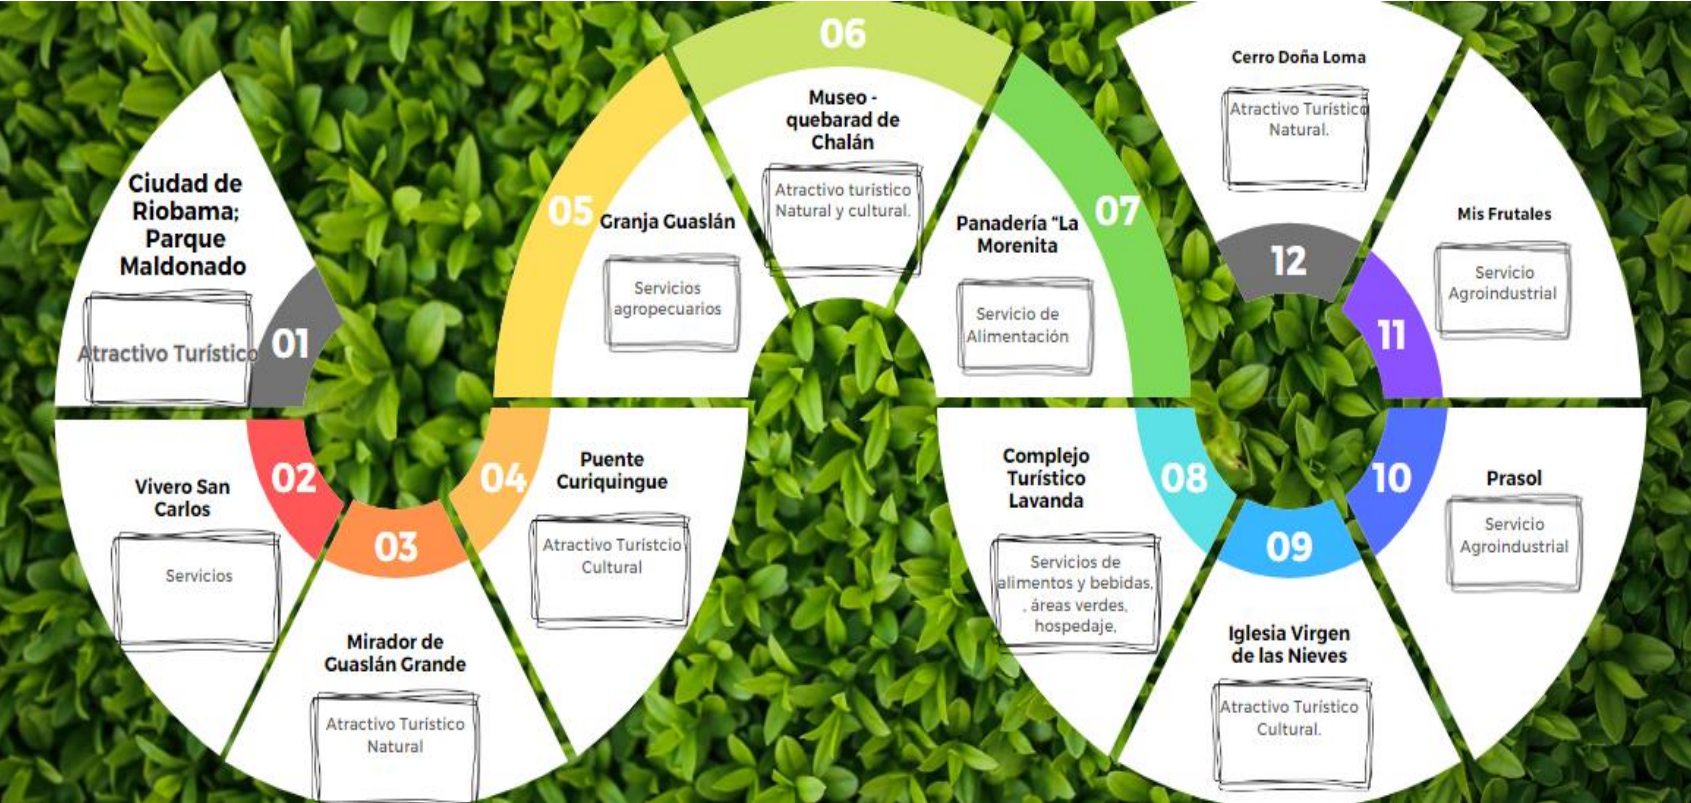 01
Ciudad de
Riobama;
Parque
Maldonado
Atractivo Turístico
02
Vivero San
Carlos
Servicios
03
Mirador de
Guaslán Grande
Atractivo Turístico
Natural
04
Puente
Curiquingue
Atractivo Turístcio
Cultural
05
Granja Guaslán
Servicios
agropecuarios
06
Museo -
quebarad de
Chalán
Atractivo turístico
Natural y cultural.
07
Panadería “La
Morenita
Servicio de
Alimentación
08
Complejo
Turístico
Lavanda
Servicios de
alimentos y bebidas,
, áreas verdes,
hospedaje,
09
Iglesia Virgen
de las Nieves
Atractivo Turístico
Cultural.
10
Prasol
Servicio
Agroindustrial
11
Mis Frutales
Servicio
Agroindustrial
12
Cerro Doña Loma
Atractivo Turístico
Natural.